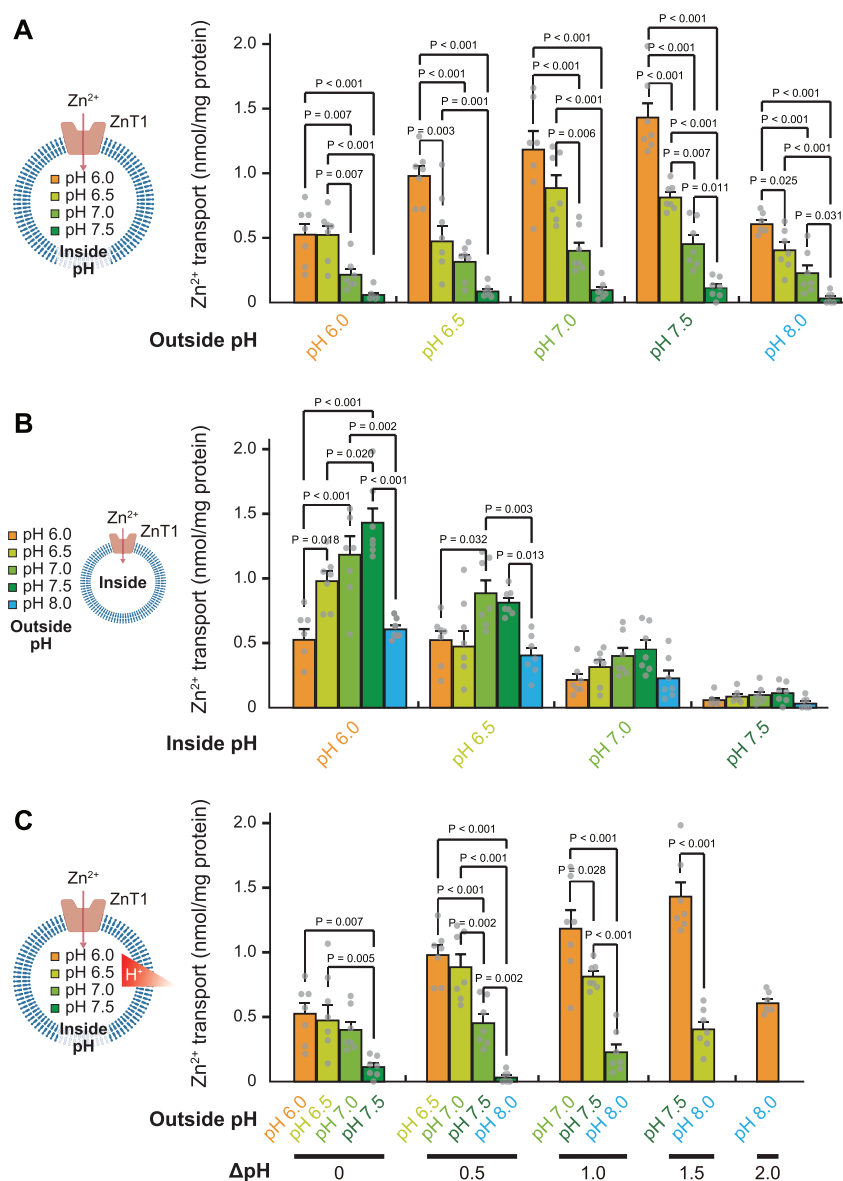 A
Zn²⁺ transport (nmol/mg protein)
2.0
1.5
1.0
0.5
0
Zn²⁺
ZnT1
pH 6.0
pH 6.5
pH 7.0
pH 7.5
Inside
pH
P < 0.001
P = 0.007
P < 0.001
P = 0.007
P < 0.001
P < 0.001
P = 0.001
P = 0.003
P < 0.001
P < 0.001
P < 0.001
P = 0.006
P < 0.001
P < 0.001
P < 0.001
P < 0.001
P = 0.007
P = 0.011
P < 0.001
P < 0.001
P < 0.001
P = 0.025
P = 0.031
Outside pH
pH 6.0
pH 6.5
pH 7.0
pH 7.5
pH 8.0
B
Zn²⁺ transport (nmol/mg protein)
2.0
1.5
1.0
0.5
0
pH 6.0
pH 6.5
pH 7.0
pH 7.5
pH 8.0
Outside
pH
Zn²⁺
ZnT1
Inside
P < 0.001
P = 0.002
P = 0.020
P < 0.001
P < 0.001
P = 0.018
P = 0.003
P = 0.032
P = 0.013
Inside pH
pH 6.0
pH 6.5
pH 7.0
pH 7.5
C
Zn²⁺ transport (nmol/mg protein)
2.0
1.5
1.0
0.5
0
Zn²⁺
ZnT1
pH 6.0
pH 6.5
pH 7.0
pH 7.5
H⁺
Inside
pH
P = 0.007
P = 0.005
P < 0.001
P < 0.001
P < 0.001
P = 0.002
P = 0.002
P < 0.001
P = 0.028
P < 0.001
P < 0.001
Outside pH
pH 6.0
pH 6.5
pH 7.0
pH 7.5
pH 6.5
pH 7.0
pH 7.5
pH 8.0
pH 7.0
pH 7.5
pH 8.0
pH 7.5
pH 8.0
pH 8.0
ΔpH
0
0.5
1.0
1.5
2.0